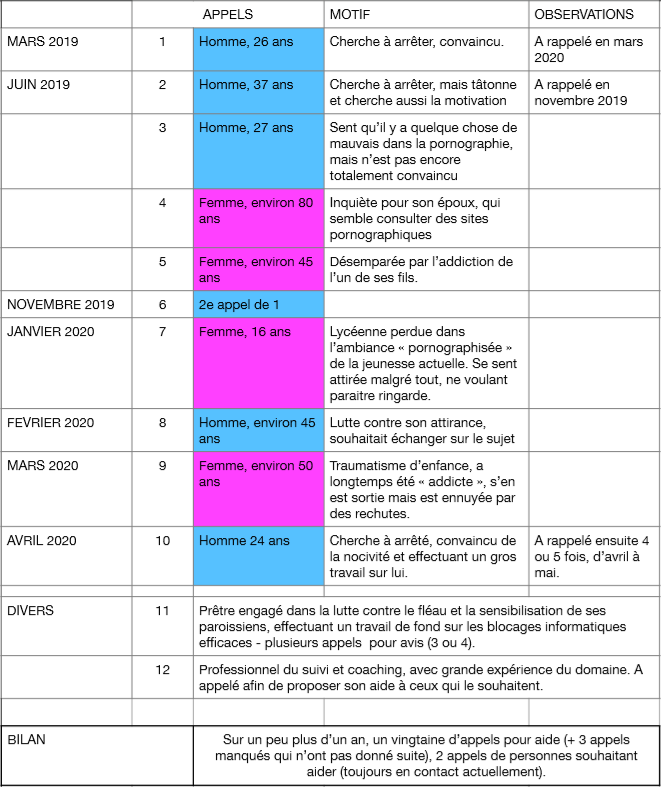 APPELS MOTIF OBSERVATIONS
MARS 2019 1 Homme, 26 ans Cherche à arrêter, convaincu. A rappelé en mars
2020
JUIN 2019 2 Homme, 37 ans Cherche à arrêter, mais tâtonne A rappelé en
et cherche aussi la motivation novembre 2019
3 Homme, 27 ans Sent qu'il y a quelque chose de
mauvais dans la pornographie,
mais n'est pas encore
totalement convaincu
4 Femme, environ 80 Inquiète pour son époux, qui
ans semble consulter des sites
pornographiques
5 Femme, environ 45 Désemparée par l'addiction de
ans l'un de ses fils.
NOVEMBRE 2019 6 2e appel de 1
JANVIER 2020 7 Femme, 16 ans Lycéenne perdue dans
l'ambiance « pornographisée »
de la jeunesse actuelle. Se sent
attirée malgré tout, ne voulant
paraitre ringarde.
FEVRIER 2020 8 Homme, environ 45 Lutte contre son attirance,
ans souhaitait échanger sur le sujet
MARS 2020 9 Femme, environ 50 Traumatisme d'enfance, a
ans longtemps été « addicte », s'en
est sortie mais est ennuyée par
des rechutes.
AVRIL 2020 10 Homme 24 ans Cherche à arrêté, convaincu de A rappelé ensuite 4
la nocivité et effectuant un gros ou 5 fois, d'avril à
travail sur lui. mai.
DIVERS 11 Prêtre engagé dans la lutte contre le fléau et la sensibilisation de ses
paroissiens, effectuant un travail de fond sur les blocages informatiques
efficaces - plusieurs appels pour avis (3 ou 4).
12 Professionnel du suivi et coaching, avec grande expérience du domaine. A
appelé afin de proposer son aide à ceux qui le souhaitent.
BILAN Sur un peu plus d'un an, un vingtaine d'appels pour aide (+ 3 appels
manqués qui n'ont pas donné suite), 2 appels de personnes souhaitant
aider (toujours en contact actuellement).